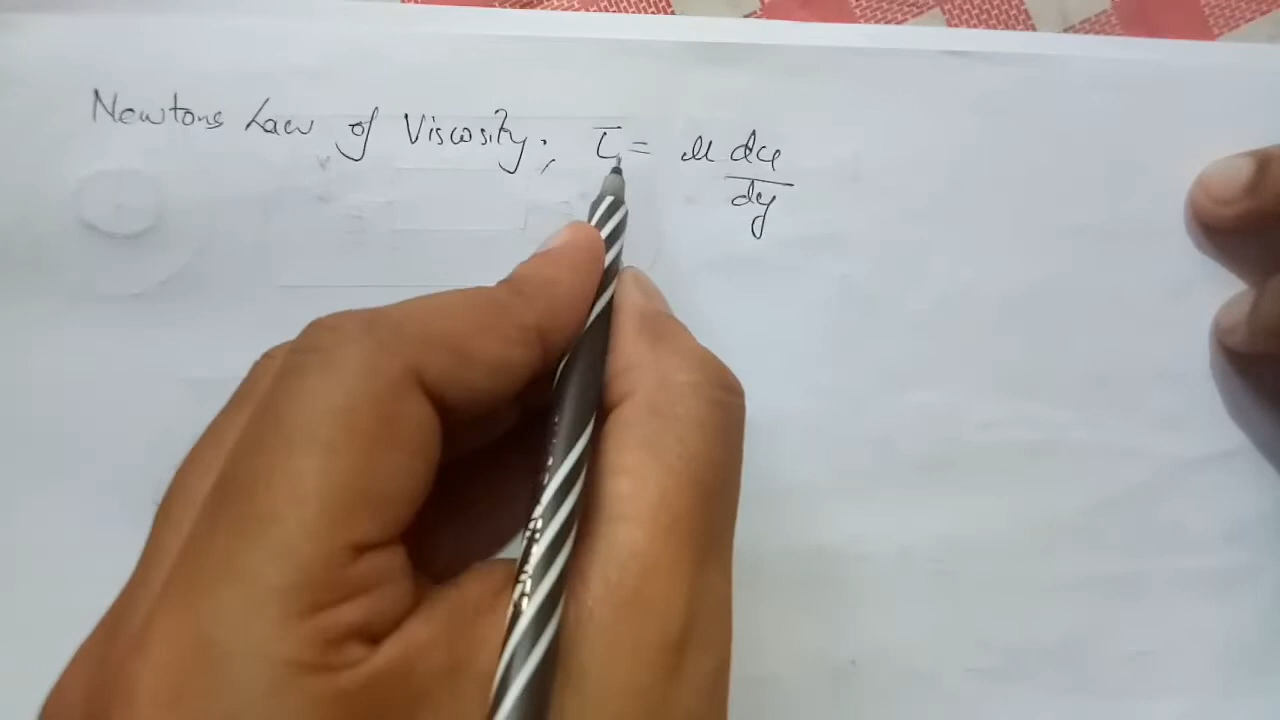 Newtons Law of Viscosity; τ = μ du/dy